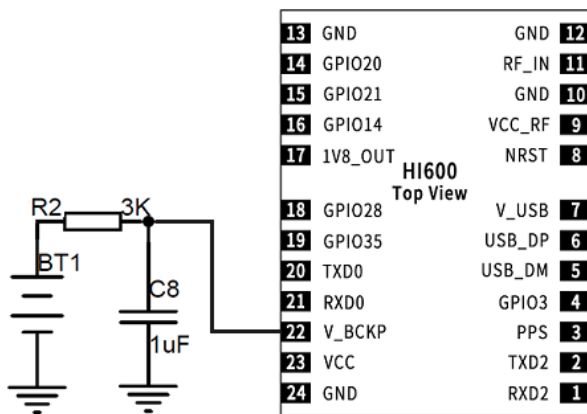 13 GND GND 12
14 GPIO20 RF_IN 11
15 GPIO21 GND 10
16 GPIO14 VCC_RF 9
17 1V8_OUT NRST 8
HI600
Top View
R2 3K
18 GPIO28 V_USB 7
19 GPIO35 USB_DP 6
BT1
20 TXD0 USB_DM 5
C8
21 RXD0 GPIO3 4
1uF
22 V_BCKP PPS 3
23 VCC TXD2 2
24 GND RXD2 1